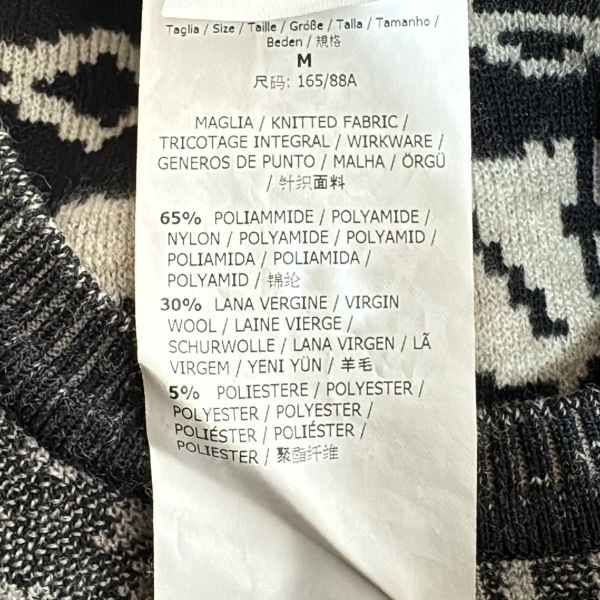 Taglia / Size / Taille / Größe / Talla / Tamanho /
Beden / 规格
M
尺码: 165/88A
MAGLIA / KNITTED FABRIC /
TRICOTAGE INTEGRAL / WIRKWARE /
GENEROS DE PUNTO / MALHA / ÖRGÜ
/ 针织面料
65% POLIAMMIDE / POLYAMIDE /
NYLON / POLYAMIDE / POLYAMID /
POLIAMIDA / POLIAMIDA /
POLYAMID / 锦纶
30% LANA VERGINE / VIRGIN
WOOL / LAINE VIERGE /
SCHURWOLLE / LANA VIRGEN / LÃ
VIRGEM / YENI YÜN / 羊毛
5% POLIESTERE / POLYESTER /
POLYESTER / POLYESTER /
POLIÉSTER / POLIÉSTER /
POLIESTER / 聚酯纤维